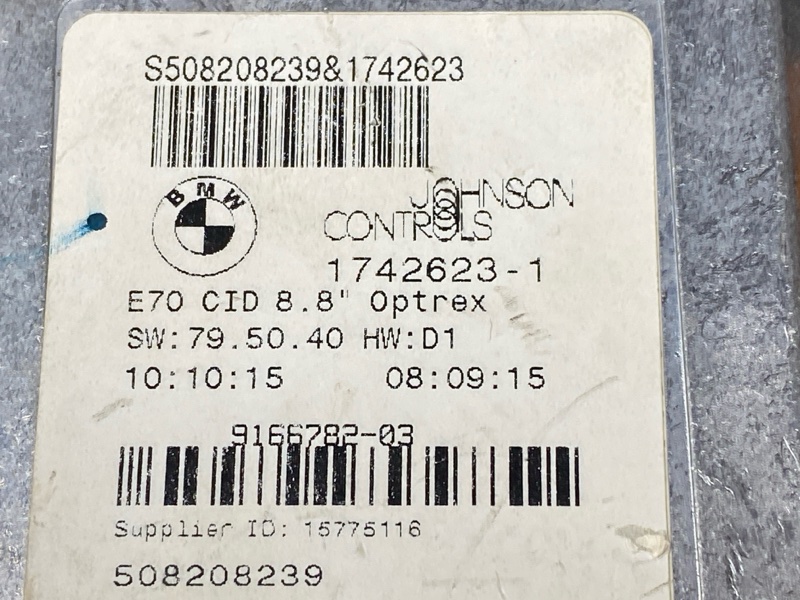 S508208239&1742623
BMW
JOHNSON
CONTROLS
1742623-1
E70 CID 8.8" Optrex
SW:79.50.40 HW:D1
10:10:15 08:09:15
9166782-03
Supplier ID: 15775116
508208239